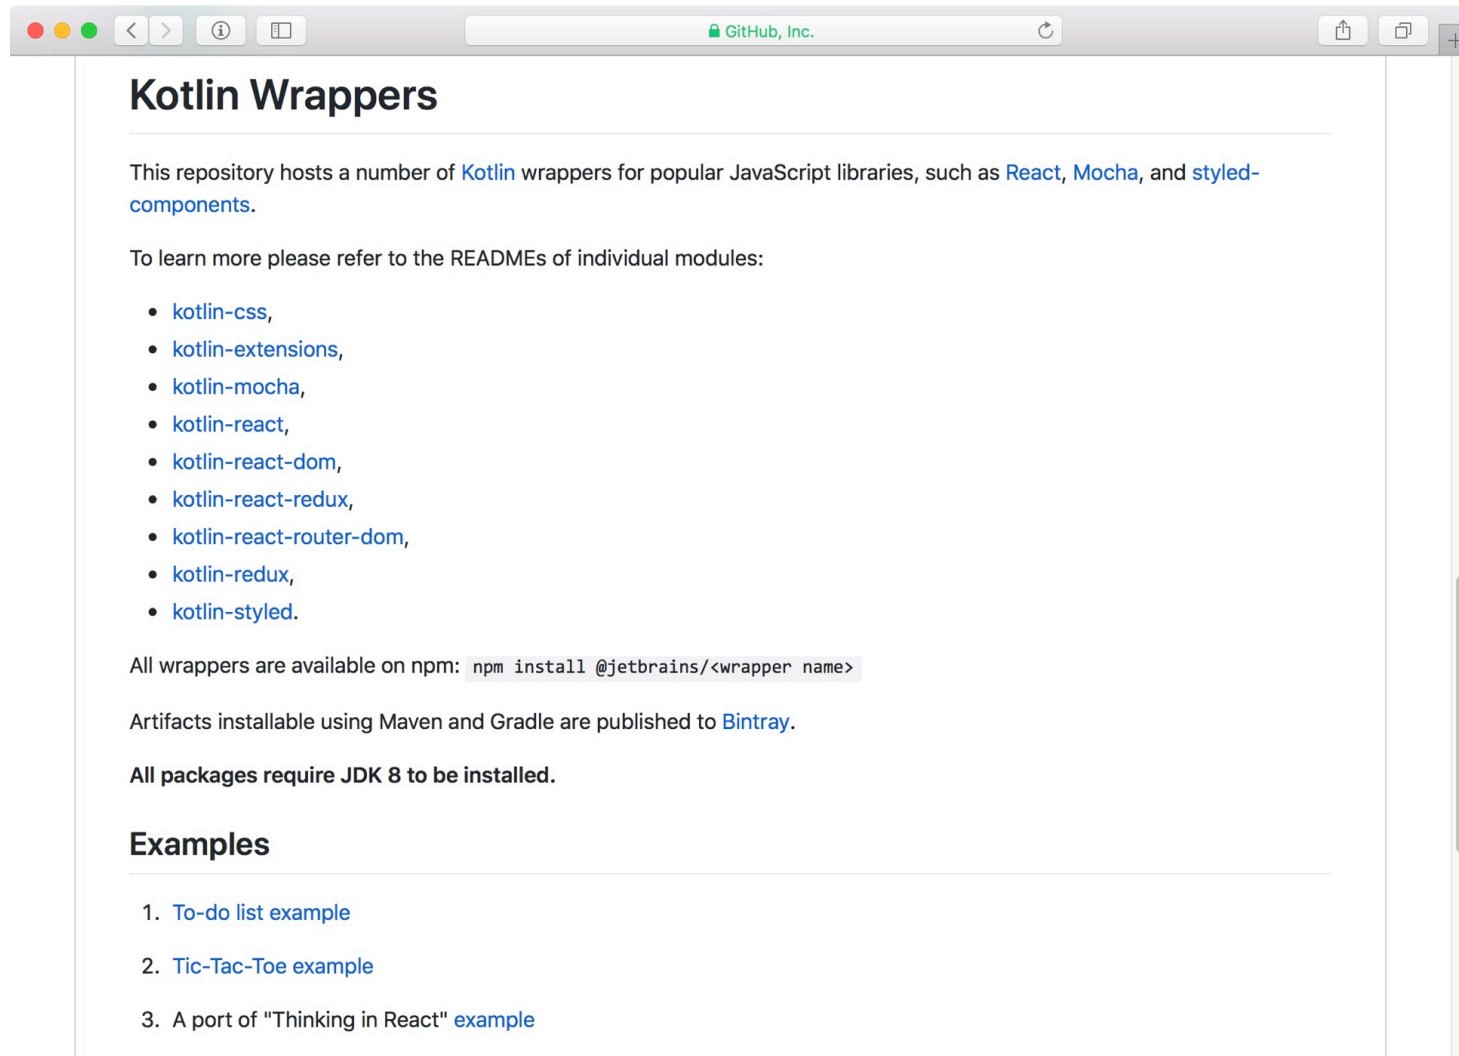 GitHub, Inc.
Kotlin Wrappers
This repository hosts a number of Kotlin wrappers for popular JavaScript libraries, such as React, Mocha, and styled-
components.
To learn more please refer to the READMEs of individual modules:
• kotlin-css,
• kotlin-extensions,
• kotlin-mocha,
• kotlin-react,
• kotlin-react-dom,
• kotlin-react-redux,
• kotlin-react-router-dom,
• kotlin-redux,
• kotlin-styled.
All wrappers are available on npm: npm install @jetbrains/<wrapper name>
Artifacts installable using Maven and Gradle are published to Bintray.
All packages require JDK 8 to be installed.
Examples
1. To-do list example
2. Tic-Tac-Toe example
3. A port of "Thinking in React" example